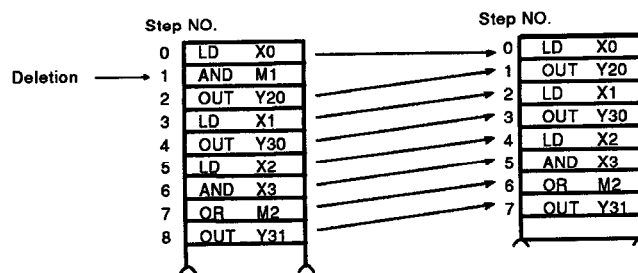 Step NO.
0 LD X0
Deletion 1 AND M1
2 OUT Y20
3 LD X1
4 OUT Y30
5 LD X2
6 AND X3
7 OR M2
8 OUT Y31
Step NO.
0 LD X0
1 OUT Y20
2 LD X1
3 OUT Y30
4 LD X2
5 AND X3
6 OR M2
7 OUT Y31